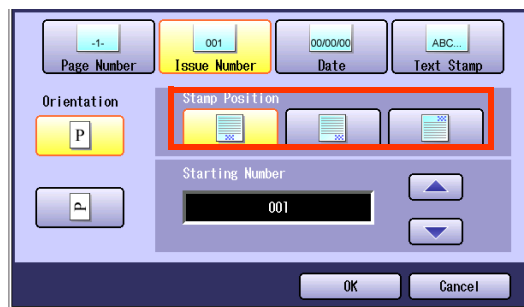 -1- 001 00/00/00 ABC...
Page Number Issue Number Date Text Stamp
Orientation
Stamp Position
P
Starting Number
P
001
OK Cancel